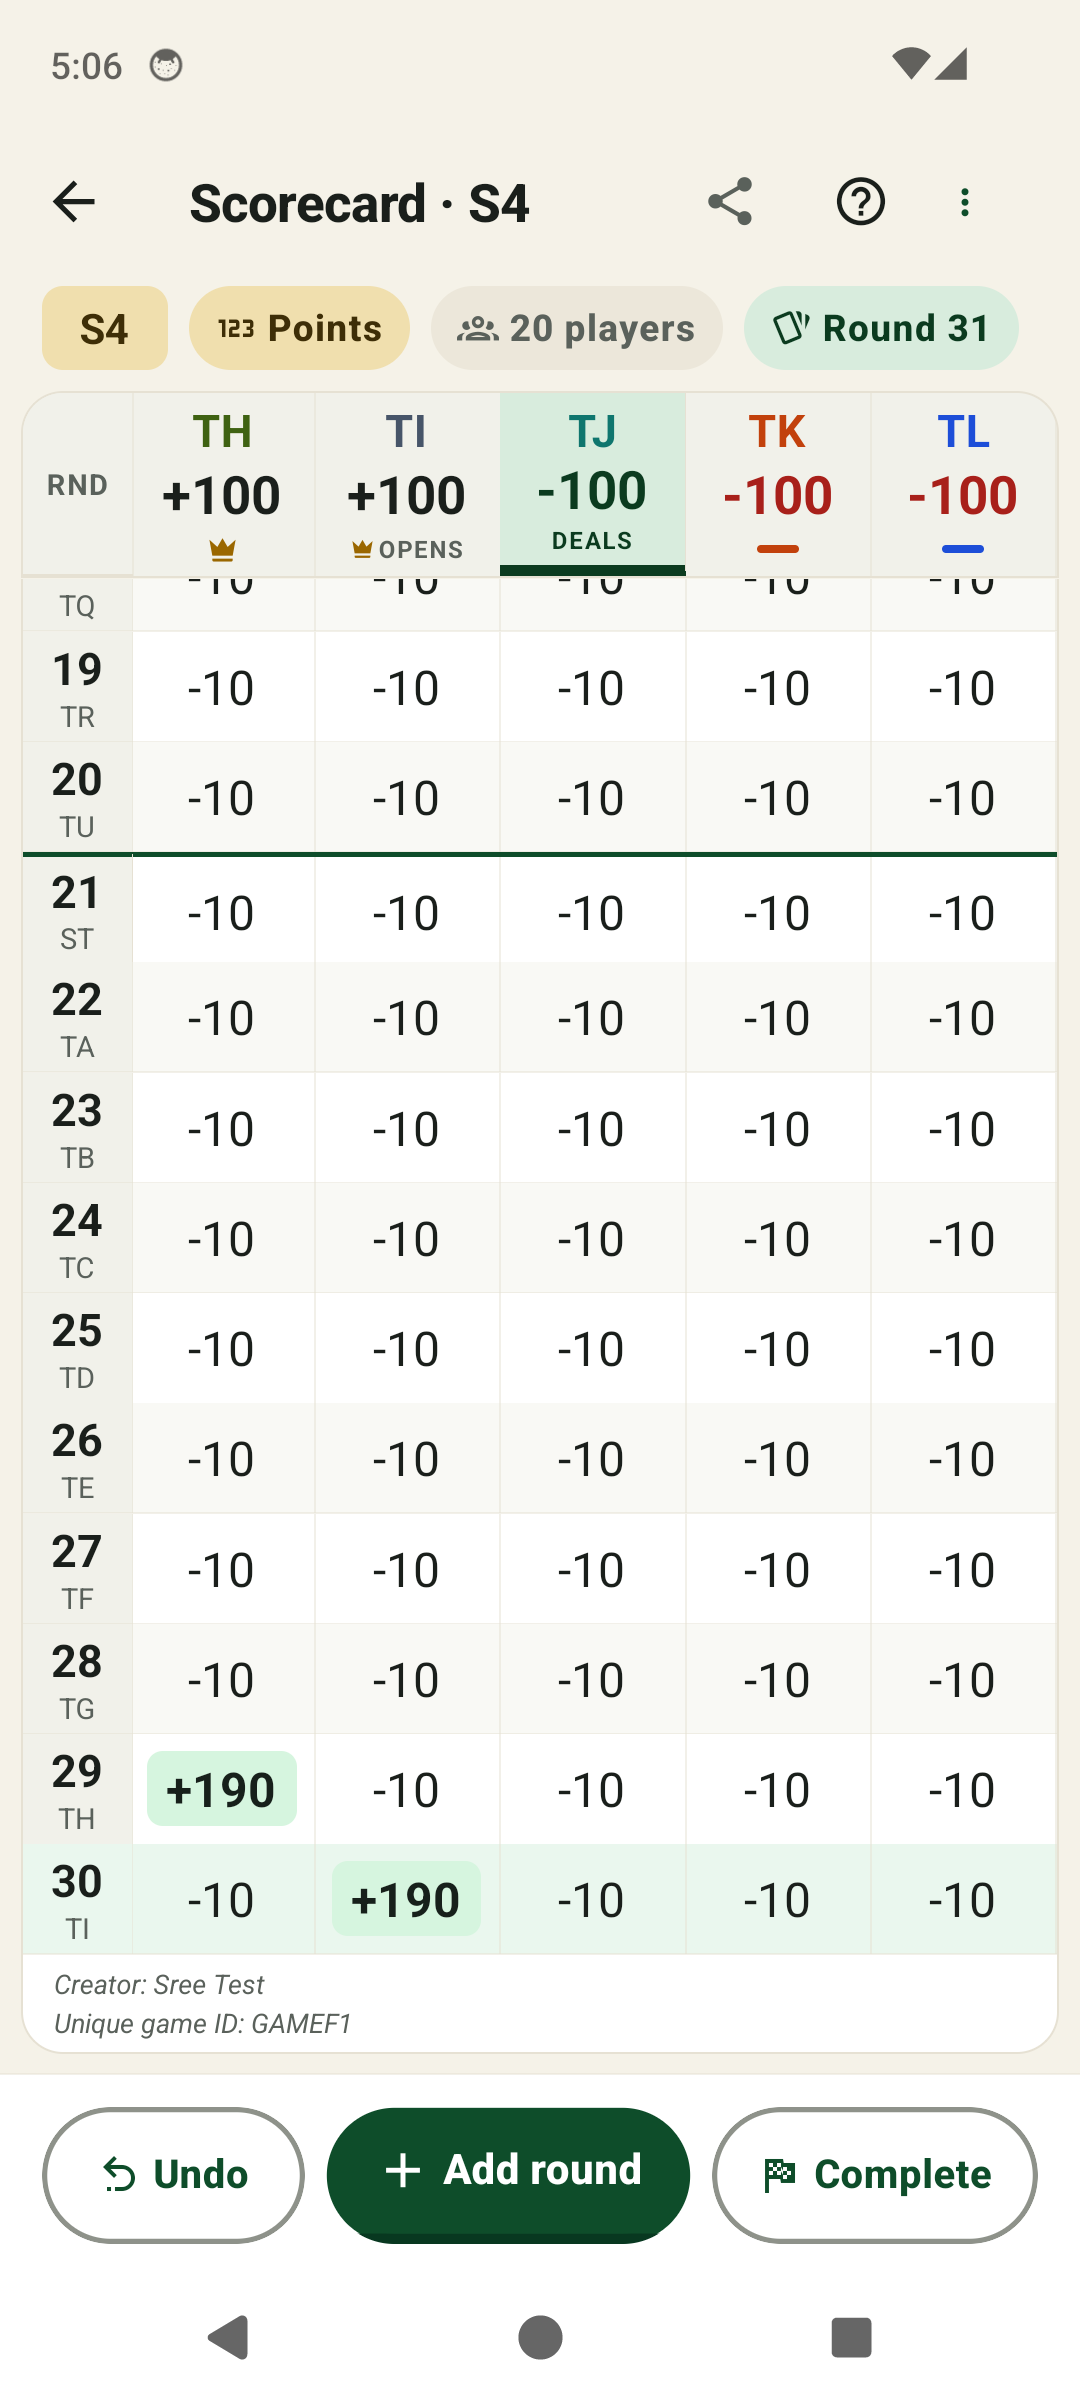 5:06
Scorecard · S4
S4
123 Points
20 players
Round 31
RND TH TI TJ TK TL
+100 +100 -100 -100 -100
OPENS DEALS
TQ -10 -10 -10 -10 -10
19 TR -10 -10 -10 -10 -10
20 TU -10 -10 -10 -10 -10
21 ST -10 -10 -10 -10 -10
22 TA -10 -10 -10 -10 -10
23 TB -10 -10 -10 -10 -10
24 TC -10 -10 -10 -10 -10
25 TD -10 -10 -10 -10 -10
26 TE -10 -10 -10 -10 -10
27 TF -10 -10 -10 -10 -10
28 TG -10 -10 -10 -10 -10
29 TH +190 -10 -10 -10 -10
30 TI -10 +190 -10 -10 -10
Creator: Sree Test
Unique game ID: GAMEF1
Undo
Add round
Complete